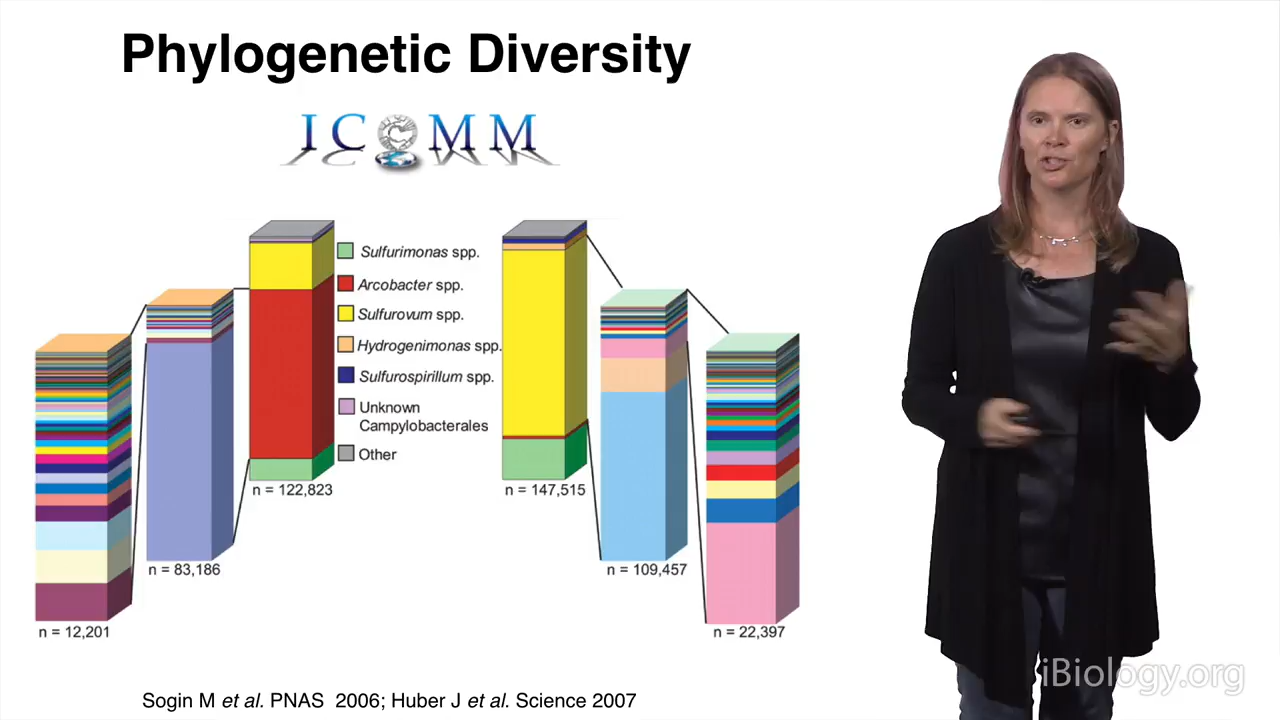 Phylogenetic Diversity
ICOMM
Sulfurimonas spp.
Arcobacter spp.
Sulfurovum spp.
Hydrogenimonas spp.
Sulfurospirillum spp.
Unknown
Campylobacterales
Other
n = 122,823
n = 147,515
n = 83,186
n = 109,457
n = 12,201
n = 22,397
Sogin M et al. PNAS 2006; Huber J et al. Science 2007
iBiology.org